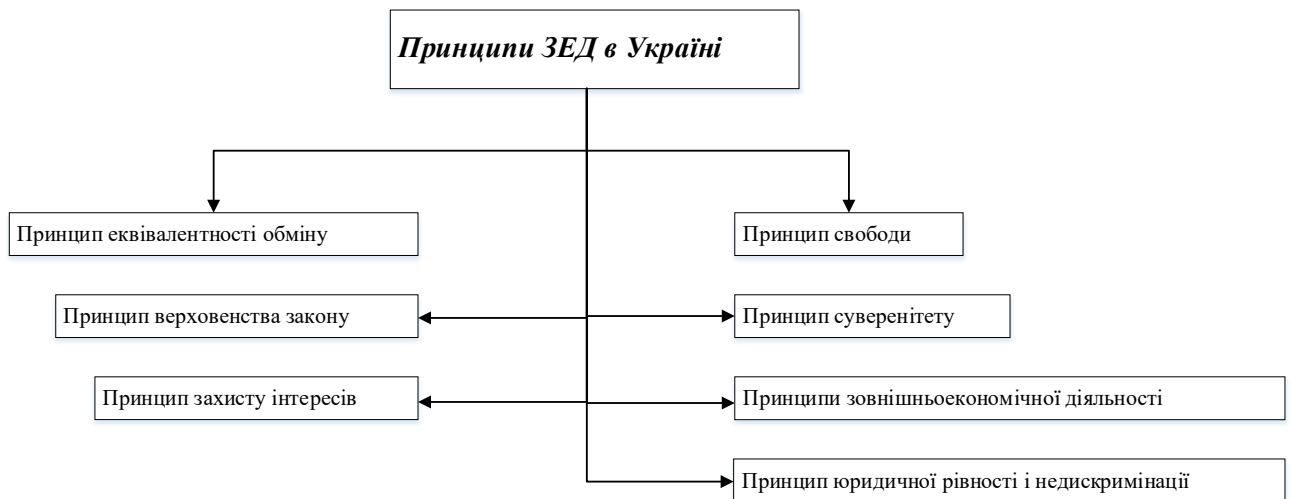 Принципи ЗЕД в Україні
Принцип еквівалентності обміну
Принцип свободи
Принцип верховенства закону
Принцип суверенітету
Принцип захисту інтересів
Принципи зовнішньоекономічної діяльності
Принцип юридичної рівності і недискримінації